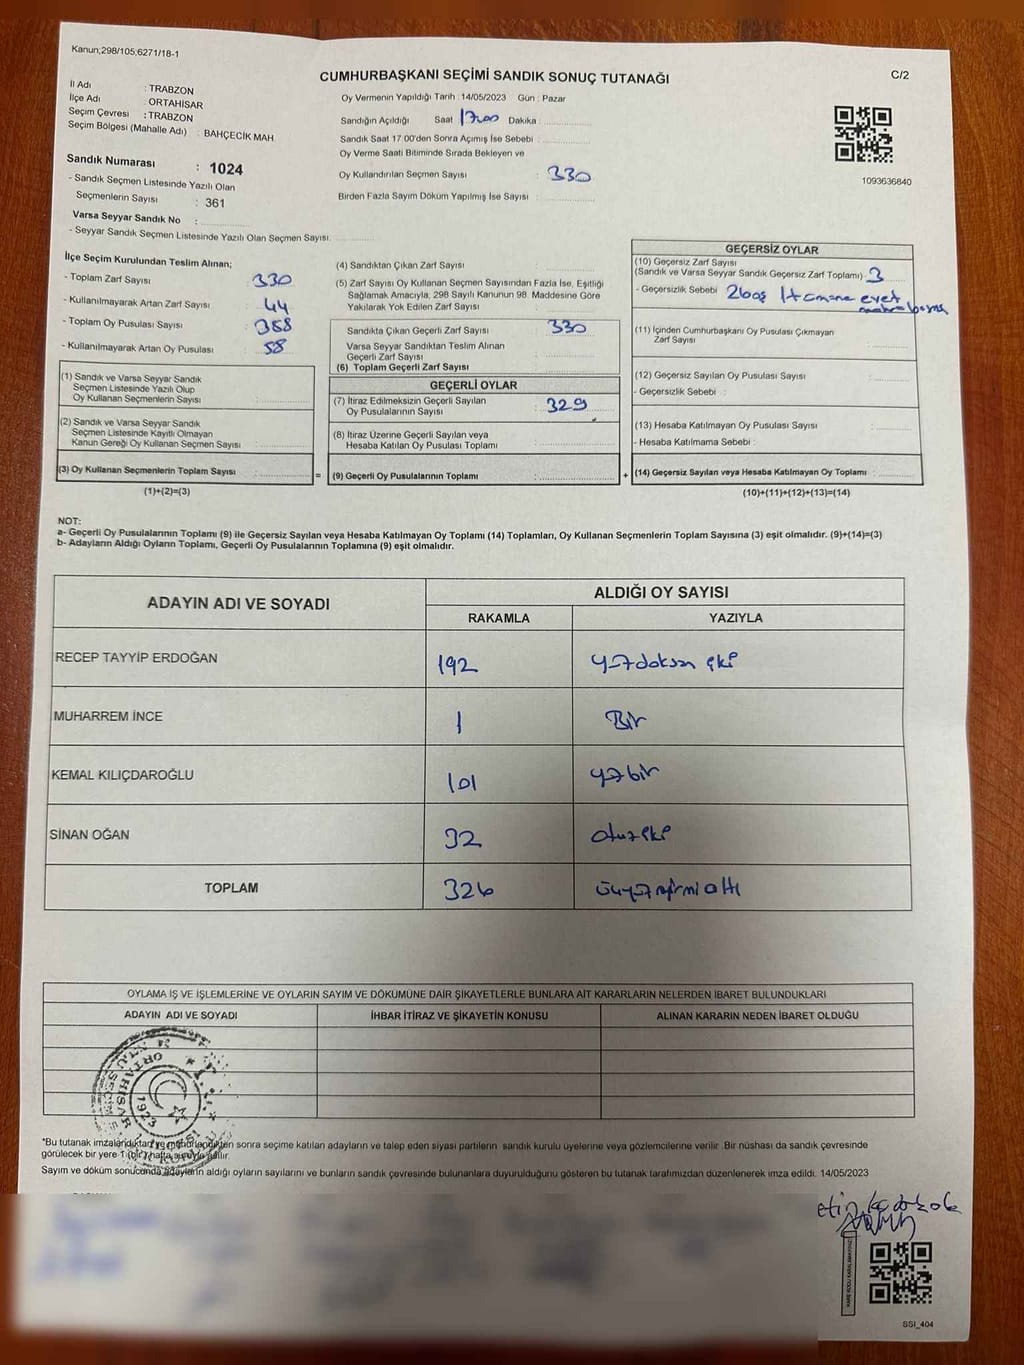 Kanun;298/105,6271/18-1
CUMHURBAŞKANI SEÇİMİ SANDIK SONUÇ TUTANAĞI
C/2
İl Adı : TRABZON
İlçe Adı : ORTAHİSAR
Seçim Çevresi : TRABZON
Seçim Bölgesi (Mahalle Adı) : BAHÇECİK MAH
Sandık Numarası : 1024
- Sandık Seçmen Listesinde Yazılı Olan
Seçmenlerin Sayısı : 361
Varsa Seyyar Sandık No :
- Seyyar Sandık Seçmen Listesinde Yazılı Olan Seçmen Sayısı:
Oy Vermenin Yapıldığı Tarih : 14/05/2023 Gün : Pazar
Sandığın Açıldığı Saat 17:00 Dakika :
Sandık Saat 17.00'den Sonra Açımış İse Sebebi :
Oy Verme Saati Bitiminde Sırada Bekleyen ve
Oy Kullandırılan Seçmen Sayısı : 330
Birden Fazla Sayım Döküm Yapılmış İse Sayısı :
1093636840
İlçe Seçim Kurulundan Teslim Alınan;
- Toplam Zarf Sayısı : 330
- Kullanılmayarak Artan Zarf Sayısı : 44
- Toplam Oy Pusulası Sayısı : 388
- Kullanılmayarak Artan Oy Pusulası : 58
(1) Sandık ve Varsa Seyyar Sandık
Seçmen Listesinde Yazılı Olup
Oy Kullanan Seçmenlerin Sayısı :
(2) Sandık ve Varsa Seyyar Sandık
Seçmen Listesinde Kayıtlı Olmayan
Kanun Gereği Oy Kullanan Seçmen Sayısı :
(3) Oy Kullanan Seçmenlerin Toplam Sayısı : =
(1)+(2)=(3)
(4) Sandıktan Çıkan Zarf Sayısı :
(5) Zarf Sayısı Oy Kullanan Seçmen Sayısından Fazla İse, Eşitliği
Sağlamak Amacıyla; 298 Sayılı Kanunun 98. Maddesine Göre
Yakılarak Yok Edilen Zarf Sayısı :
Sandıkta Çıkan Geçerli Zarf Sayısı : 330
Varsa Seyyar Sandıktan Teslim Alınan
Geçerli Zarf Sayısı :
(6) Toplam Geçerli Zarf Sayısı :
GEÇERLİ OYLAR
(7) İtiraz Edilmeksizin Geçerli Sayılan
Oy Pusulalarının Sayısı : 329
(8) İtiraz Üzerine Geçerli Sayılan veya
Hesaba Katılan Oy Pusulası Toplamı :
(9) Geçerli Oy Pusulalarının Toplamı : +
GEÇERSİZ OYLAR
(10) Geçersiz Zarf Sayısı
(Sandık ve Varsa Seyyar Sandık Geçersiz Zarf Toplamı) : 3
- Geçersizlik Sebebi : 2 boş 1 tanesine evet
(11) İçinden Cumhurbaşkanı Oy Pusulası Çıkmayan
Zarf Sayısı :
(12) Geçersiz Sayılan Oy Pusulası Sayısı :
- Geçersizlik Sebebi :
(13) Hesaba Katılmayan Oy Pusulası Sayısı :
- Hesaba Katılmama Sebebi :
(14) Geçersiz Sayılan veya Hesaba Katılmayan Oy Toplamı :
(10)+(11)+(12)+(13)=(14)
NOT:
a- Geçerli Oy Pusulalarının Toplamı (9) ile Geçersiz Sayılan veya Hesaba Katılmayan Oy Toplamı (14) Toplamları, Oy Kullanan Seçmenlerin Toplam Sayısına (3) eşit olmalıdır. (9)+(14)=(3)
b- Adayların Aldığı Oyların Toplamı, Geçerli Oy Pusulalarının Toplamına (9) eşit olmalıdır.
ADAYIN ADI VE SOYADI
ALDIĞI OY SAYISI
RAKAMLA YAZIYLA
RECEP TAYYİP ERDOĞAN 192 yüzdoksan iki
MUHARREM İNCE 1 Bir
KEMAL KILIÇDAROĞLU 101 yüzbir
SİNAN OĞAN 32 otuziki
TOPLAM 326 üçyüzyirmialtı
OYLAMA İŞ VE İŞLEMLERİNE VE OYLARIN SAYIM VE DÖKÜMÜNE DAİR ŞİKAYETLERLE BUNLARA AİT KARARLARIN NELERDEN İBARET BULUNDUKLARI
ADAYIN ADI VE SOYADI İHBAR İTİRAZ VE ŞİKAYETİN KONUSU ALINAN KARARIN NEDEN İBARET OLDUĞU
ORTAHİSAR
1923
*Bu tutanak imzalandıktan ve mühürlendikten sonra seçime katılan adayların ve talep eden siyasi partilerin sandık kurulu üyelerine veya gözlemcilerine verilir .Bir nüshası da sandık çevresinde
görülecek bir yere 1 (bir) hafta süreyle asılır.
Sayım ve döküm sonucunda adayların aldığı oyların sayılarını ve bunların sandık çevresinde bulunanlara duyurulduğunu gösteren bu tutanak tarafımızdan düzenlenerek imza edildi. 14/05/2023
SSI_404